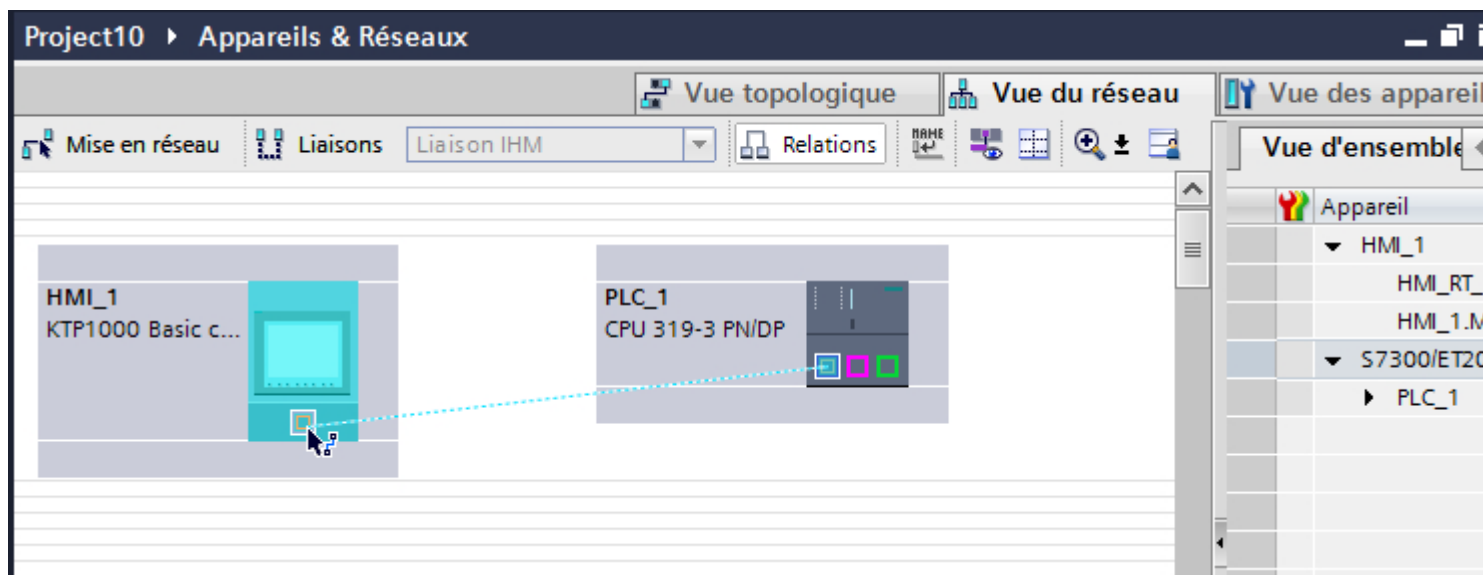 Project10 ▸ Appareils & Réseaux
Vue topologique
Vue du réseau
Vue des appareil
Mise en réseau
Liaisons
Liaison IHM
Relations
NAME
Vue d'ensemble
Appareil
HMI_1
HMI_RT_
HMI_1.M
S7300/ET20
PLC_1
HMI_1
KTP1000 Basic c...
PLC_1
CPU 319-3 PN/DP